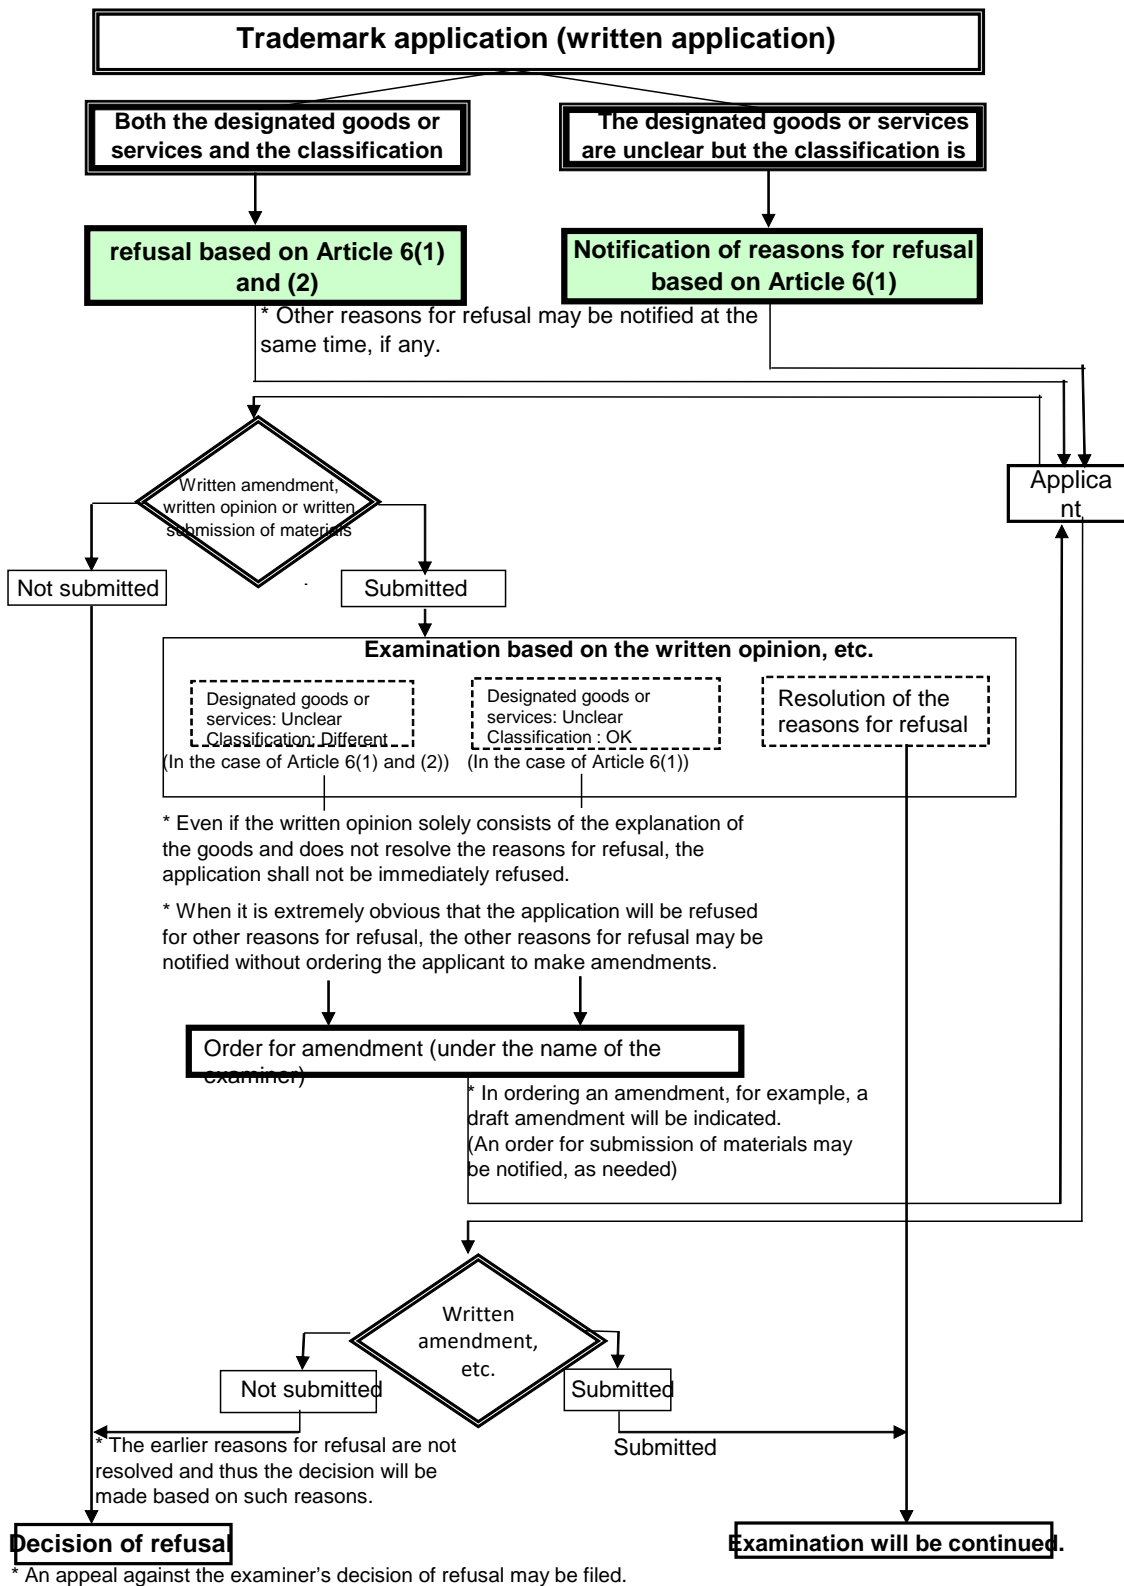 Trademark application (written application)
Both the designated goods or
services and the classification
The designated goods or services
are unclear but the classification is
refusal based on Article 6(1)
and (2)
Notification of reasons for refusal
based on Article 6(1)
* Other reasons for refusal may be notified at the
same time, if any.
Written amendment,
written opinion or written
submission of materials
Applica
nt
Not submitted
Submitted
Examination based on the written opinion, etc.
Designated goods or
services: Unclear
Classification: Different
(In the case of Article 6(1) and (2))
Designated goods or
services: Unclear
Classification : OK
(In the case of Article 6(1))
Resolution of the
reasons for refusal
* Even if the written opinion solely consists of the explanation of
the goods and does not resolve the reasons for refusal, the
application shall not be immediately refused.
* When it is extremely obvious that the application will be refused
for other reasons for refusal, the other reasons for refusal may be
notified without ordering the applicant to make amendments.
Order for amendment (under the name of the
examiner)
* In ordering an amendment, for example, a
draft amendment will be indicated.
(An order for submission of materials may
be notified, as needed)
Written
amendment,
etc.
Not submitted
Submitted
* The earlier reasons for refusal are not
resolved and thus the decision will be
made based on such reasons.
Submitted
Decision of refusal
Examination will be continued.
* An appeal against the examiner's decision of refusal may be filed.